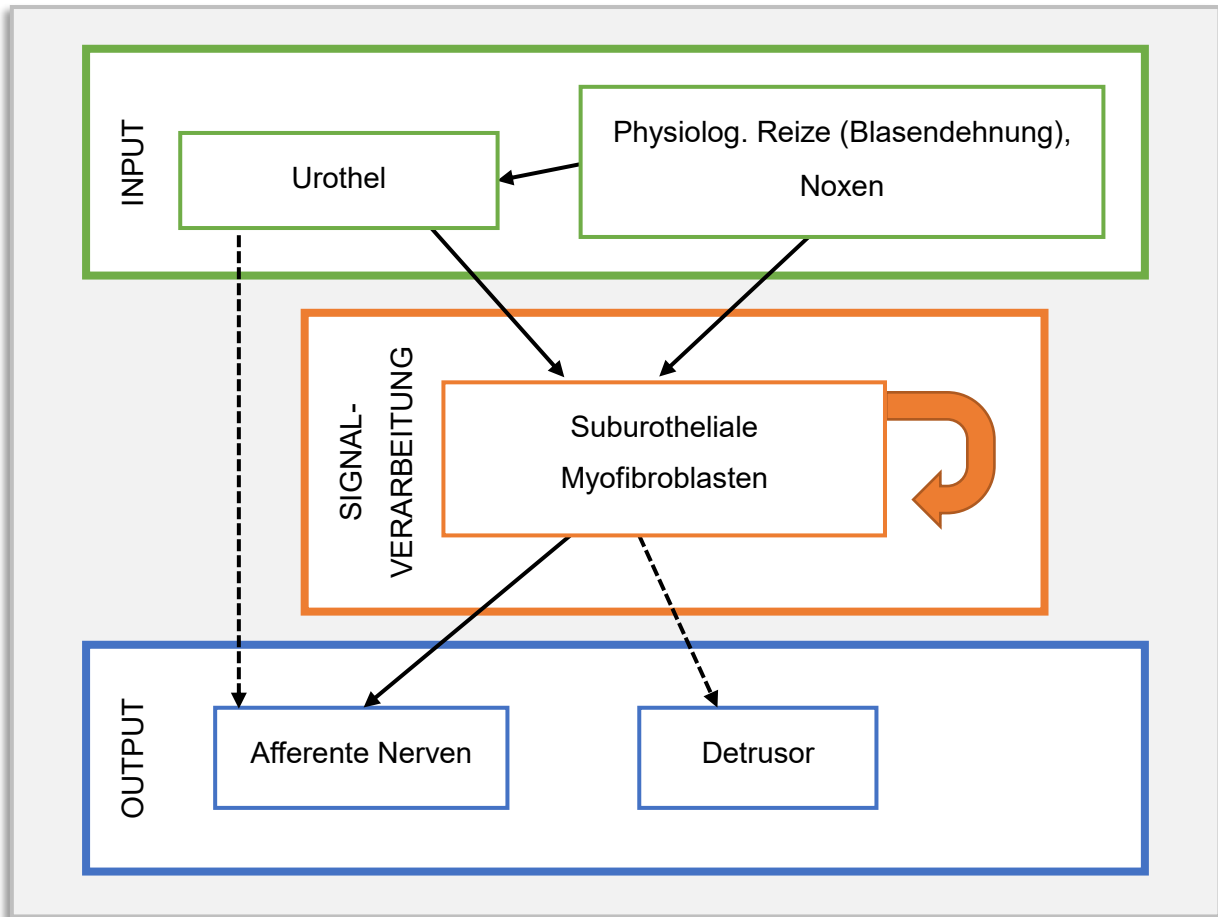 INPUT
Urothel
Physiolog. Reize (Blasendehnung),
Noxen
SIGNAL-
VERARBEITUNG
Suburotheliale
Myofibroblasten
OUTPUT
Afferente Nerven
Detrusor